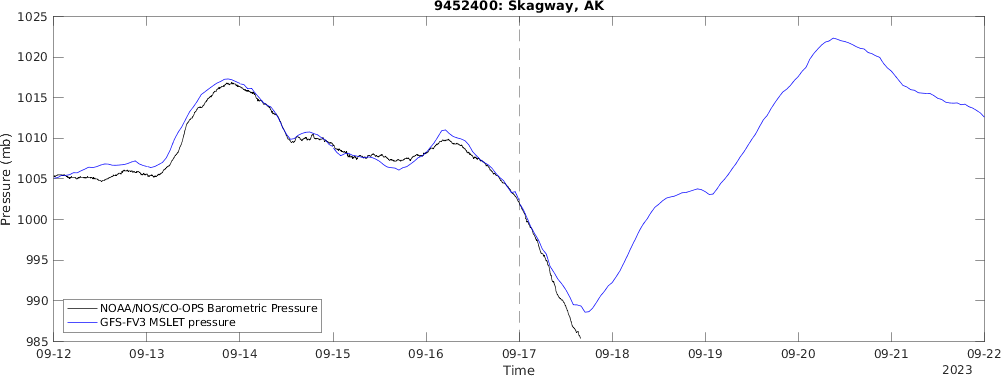 9452400: Skagway, AK
1025
1020
1015
1010
1005
1000
995
990
985
Pressure (mb)
NOAA/NOS/CO-OPS Barometric Pressure
GFS-FV3 MSLET pressure
09-12 09-13 09-14 09-15 09-16 09-17 09-18 09-19 09-20 09-21 09-22
Time
2023